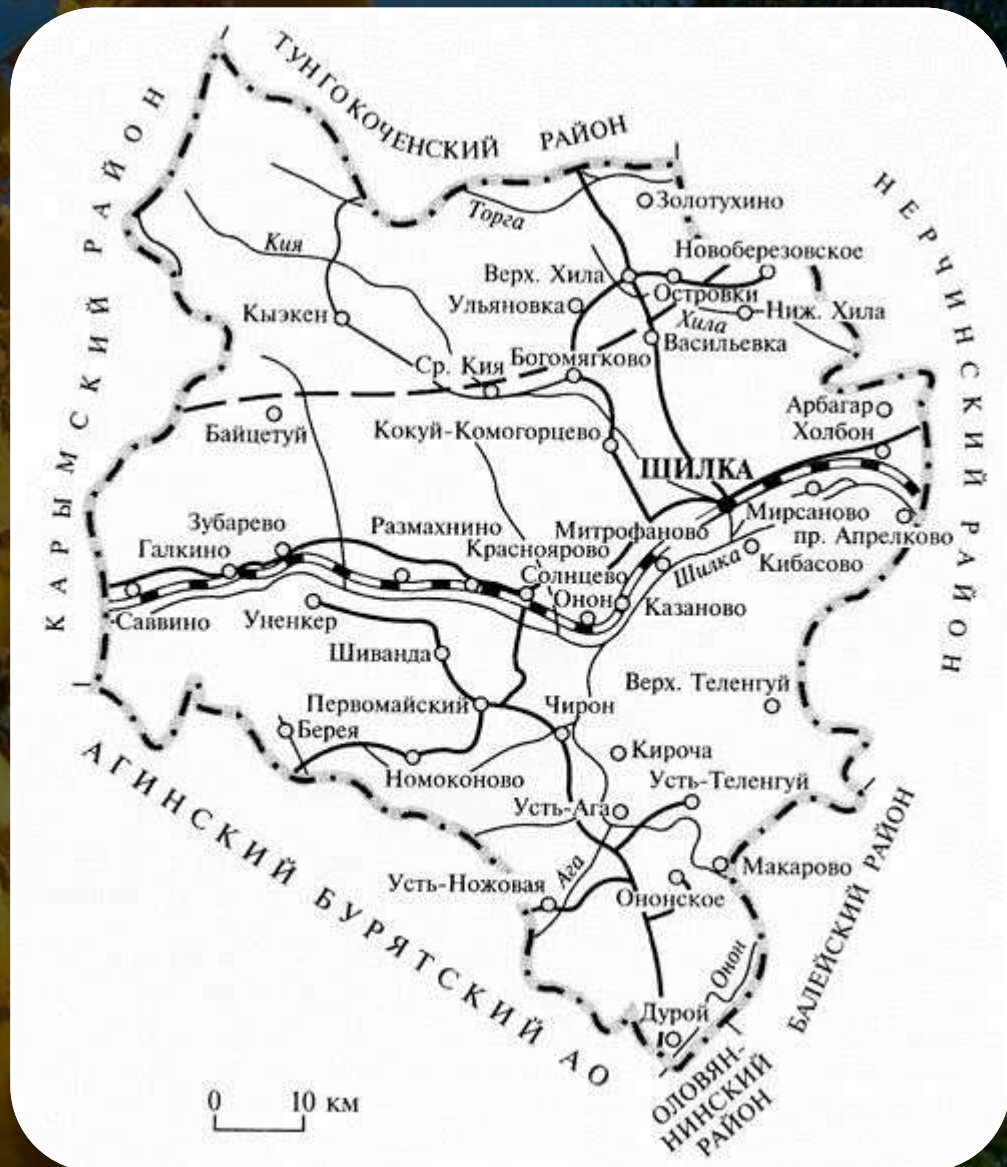 ТУНГОКОЧЕНСКИЙ РАЙОН
КАРЫМСКИЙ РАЙОН
НЕРЧИНСКИЙ РАЙОН
Торга
Золотухино
Кия
Новоберезовское
Верх. Хила
Островки
Ульяновка
Хила
Ниж. Хила
Кыэкен
Васильевка
Ср. Кия
Богомягково
Арбагар
Байцетуй
Кокуй-Комогорцево
Холбон
ШИЛКА
Зубарево
Размахнино
Митрофаново
Мирсаново
Галкино
Красноярово
пр. Апрелково
Солнцево
Шилка
Кибасово
Саввино
Уненкер
Онон
Казаново
Шиванда
Верх. Теленгуй
Первомайский
Чирон
Берея
Кироча
Номоконово
Усть-Теленгуй
Усть-Ага
АГИНСКИЙ БУРЯТСКИЙ АО
Ага
Макарово
Усть-Ножовая
Ононское
БАЛЕЙСКИЙ РАЙОН
Онон
Дурой
ОЛОВЯН-
НИНСКИЙ
РАЙОН
0 10 км